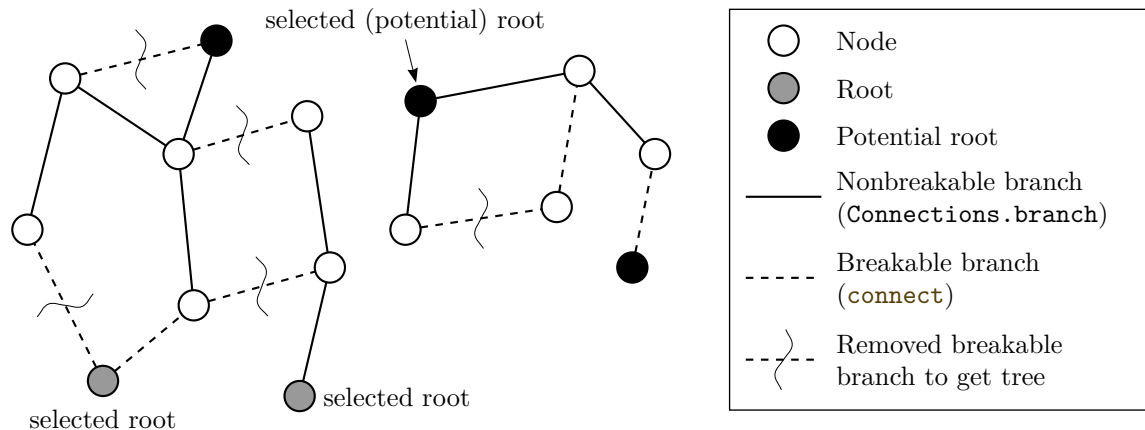 selected (potential) root
selected root
selected root
Node
Root
Potential root
Nonbreakable branch
(Connections.branch)
Breakable branch
(connect)
Removed breakable
branch to get tree